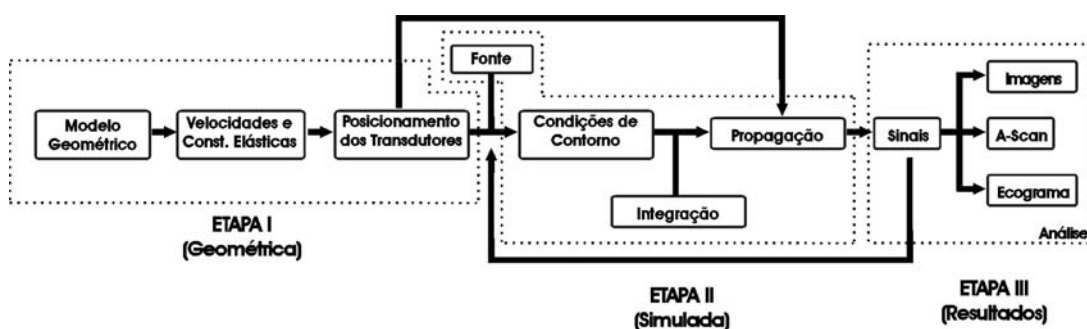 Fonte
Modelo
Geométrico
Velocidades e
Const. Elásticas
Posicionamento
dos Transdutores
Condições de
Contorno
Propagação
Integração
Sinais
Imagens
A-Scan
Ecograma
Análise
ETAPA I
(Geométrica)
ETAPA II
(Simulada)
ETAPA III
(Resultados)